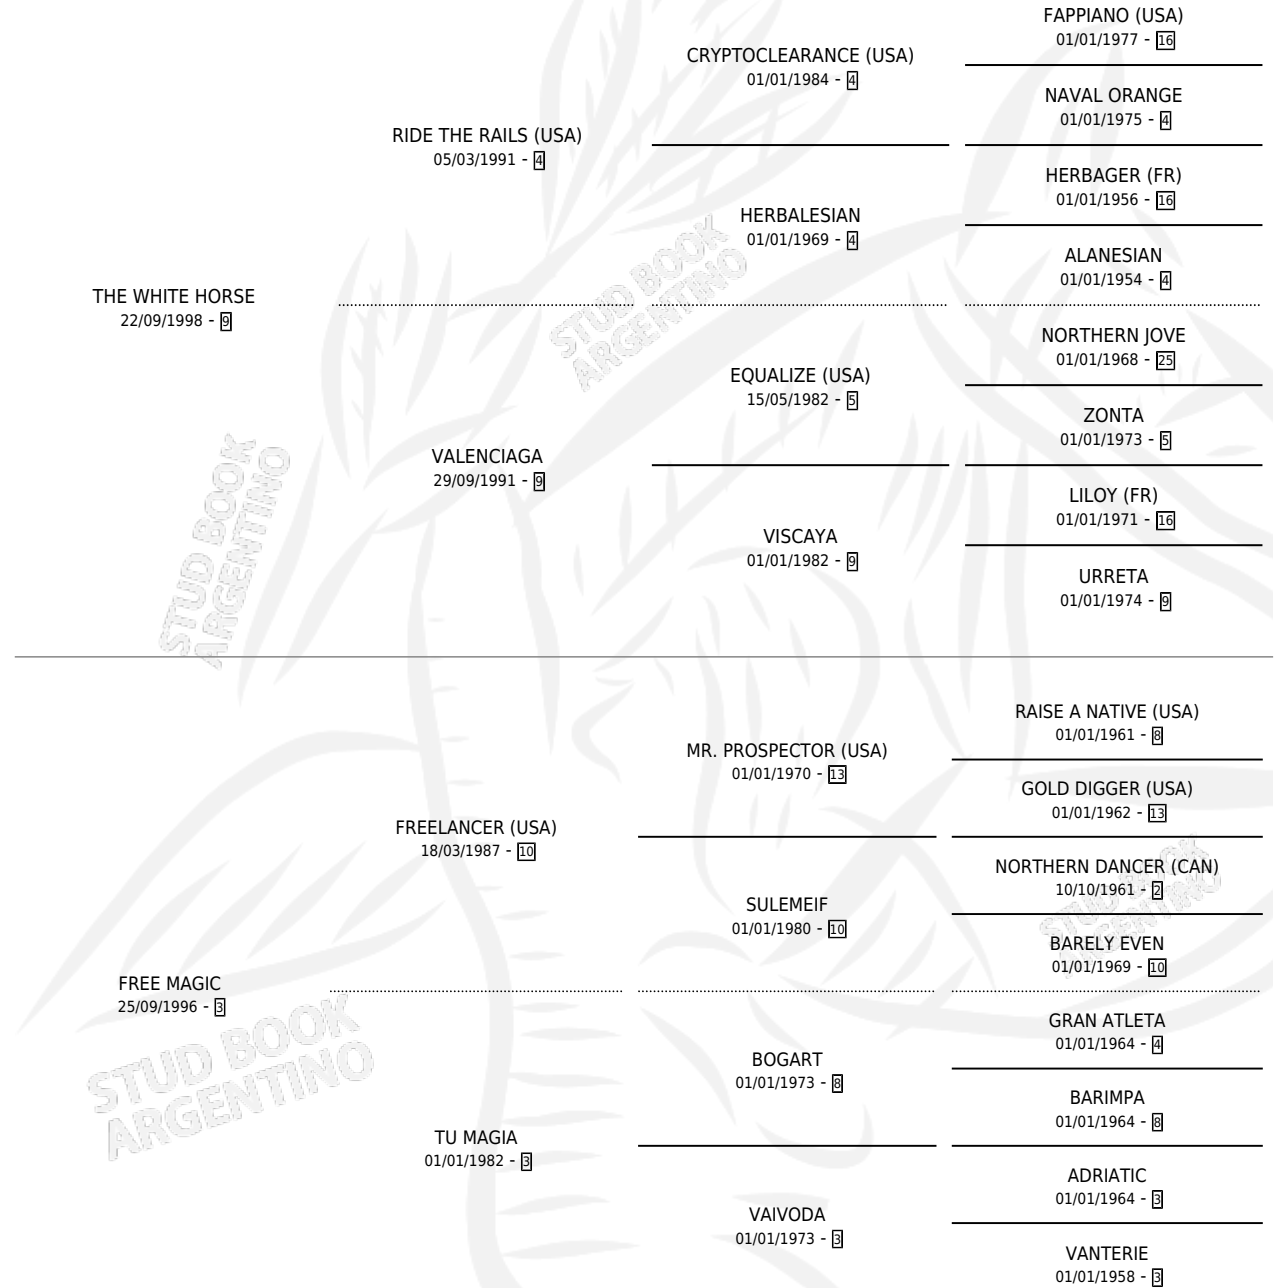 FAPPIANO (USA)
01/01/1977 - 16
CRYPTOCLEARANCE (USA)
01/01/1984 - 4
NAVAL ORANGE
01/01/1975 - 4
RIDE THE RAILS (USA)
05/03/1991 - 4
HERBAGER (FR)
01/01/1956 - 16
HERBALESIAN
01/01/1969 - 4
ALANESIAN
01/01/1954 - 4
THE WHITE HORSE
22/09/1998 - 9
NORTHERN JOVE
01/01/1968 - 25
EQUALIZE (USA)
15/05/1982 - 5
ZONTA
01/01/1973 - 5
VALENCIAGA
29/09/1991 - 9
LILOY (FR)
01/01/1971 - 16
VISCAYA
01/01/1982 - 9
URRETA
01/01/1974 - 9
RAISE A NATIVE (USA)
01/01/1961 - 8
MR. PROSPECTOR (USA)
01/01/1970 - 13
GOLD DIGGER (USA)
01/01/1962 - 13
FREELANCER (USA)
18/03/1987 - 10
NORTHERN DANCER (CAN)
10/10/1961 - 2
SULEMEIF
01/01/1980 - 10
BARELY EVEN
01/01/1969 - 10
FREE MAGIC
25/09/1996 - 3
GRAN ATLETA
01/01/1964 - 4
BOGART
01/01/1973 - 8
BARIMPA
01/01/1964 - 8
TU MAGIA
01/01/1982 - 3
ADRIATIC
01/01/1964 - 3
VAIVODA
01/01/1973 - 3
VANTERIE
01/01/1958 - 3
STUD BOOK
ARGENTINO
STUD BOOK
ARGENTINO
STUD BOOK
ARGENTINO
STUD BOOK
ARGENTINO